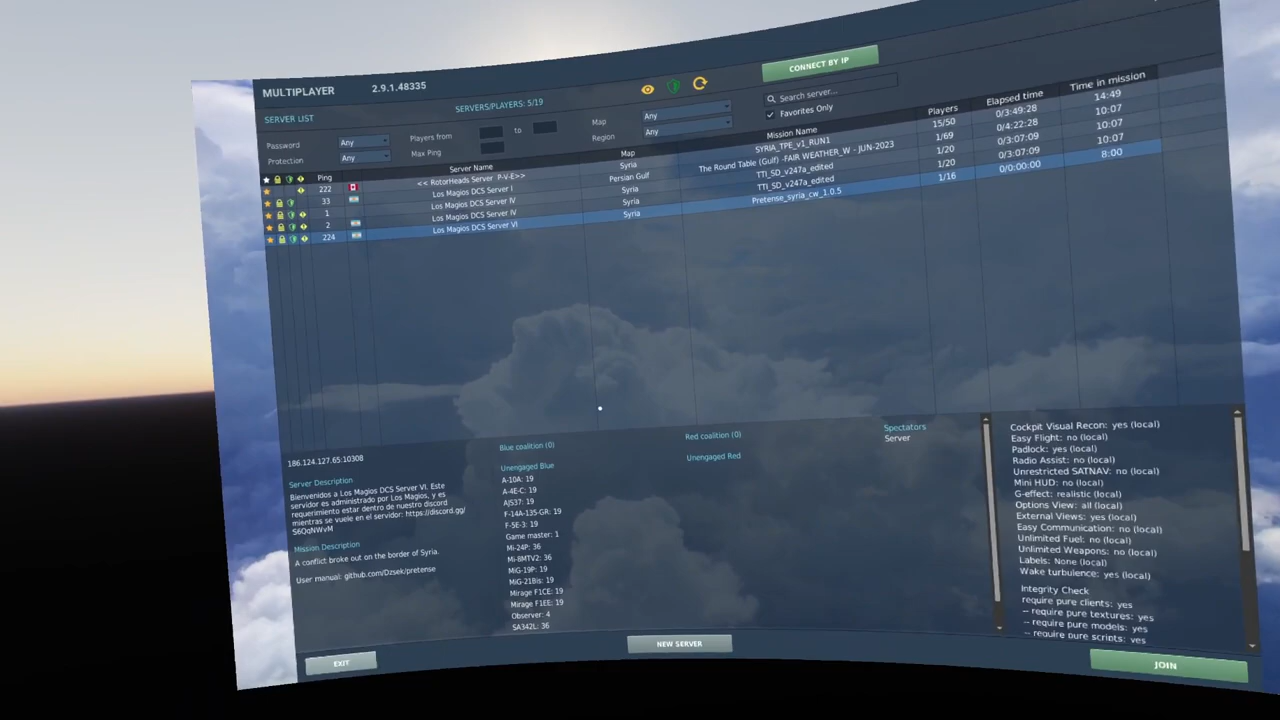 MULTIPLAYER 2.9.1.48335
CONNECT BY IP
SERVER LIST SERVERS/PLAYERS: 5/19
Search server...
Password Any Players from to Map Any Favorites Only
Protection Any Max Ping Region Any
Ping Server Name Map Mission Name Players Elapsed time Time in mission
222 << RotorHeads Server P-V-E>> Syria SYRIA_TPE_v1_RUN1 15/50 0/3:49:28 14:49
33 Los Magios DCS Server I Persian Gulf The Round Table (Gulf) -FAIR WEATHER_W - JUN-2023 1/69 0/4:22:28 10:07
1 Los Magios DCS Server IV Syria TTI_SD_v247a_edited 1/20 0/3:07:09 10:07
2 Los Magios DCS Server IV Syria TTI_SD_v247a_edited 1/20 0/3:07:09 10:07
224 Los Magios DCS Server VI Syria Pretense_syria_cw_1.0.5 1/16 0/0:00:00 8:00
186.124.127.65:10308
Server Description
Bienvenidos a Los Magios DCS Server VI. Este
servidor es administrado por Los Magios, y es
requerimiento estar dentro de nuestro discord
mientras se vuele en el servidor: https://discord.gg/
S6QqNWvM
Mission Description
A conflict broke out on the border of Syria.
User manual: github.com/Dzsek/pretense
Blue coalition (0)
Unengaged Blue
A-10A: 19
A-4E-C: 19
AJS37: 19
F-14A-135-GR: 19
F-5E-3: 19
Game master: 1
Mi-24P: 36
Mi-8MTV2: 36
MiG-19P: 19
MiG-21Bis: 19
Mirage F1CE: 19
Mirage F1EE: 19
Observer: 4
SA342L: 36
Red coalition (0)
Unengaged Red
Spectators
Server
Cockpit Visual Recon: yes (local)
Easy Flight: no (local)
Padlock: yes (local)
Radio Assist: no (local)
Unrestricted SATNAV: no (local)
Mini HUD: no (local)
G-effect: realistic (local)
Options View: all (local)
External Views: yes (local)
Easy Communication: no (local)
Unlimited Fuel: no (local)
Unlimited Weapons: no (local)
Labels: None (local)
Wake turbulence: yes (local)
Integrity Check
require pure clients: yes
-- require pure textures: yes
-- require pure models: yes
-- require pure scripts: yes
EXIT NEW SERVER JOIN